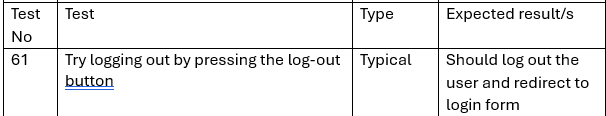 Test No
Test
Type
Expected result/s
61
Try logging out by pressing the log-out
button
Typical
Should log out the
user and redirect to
login form